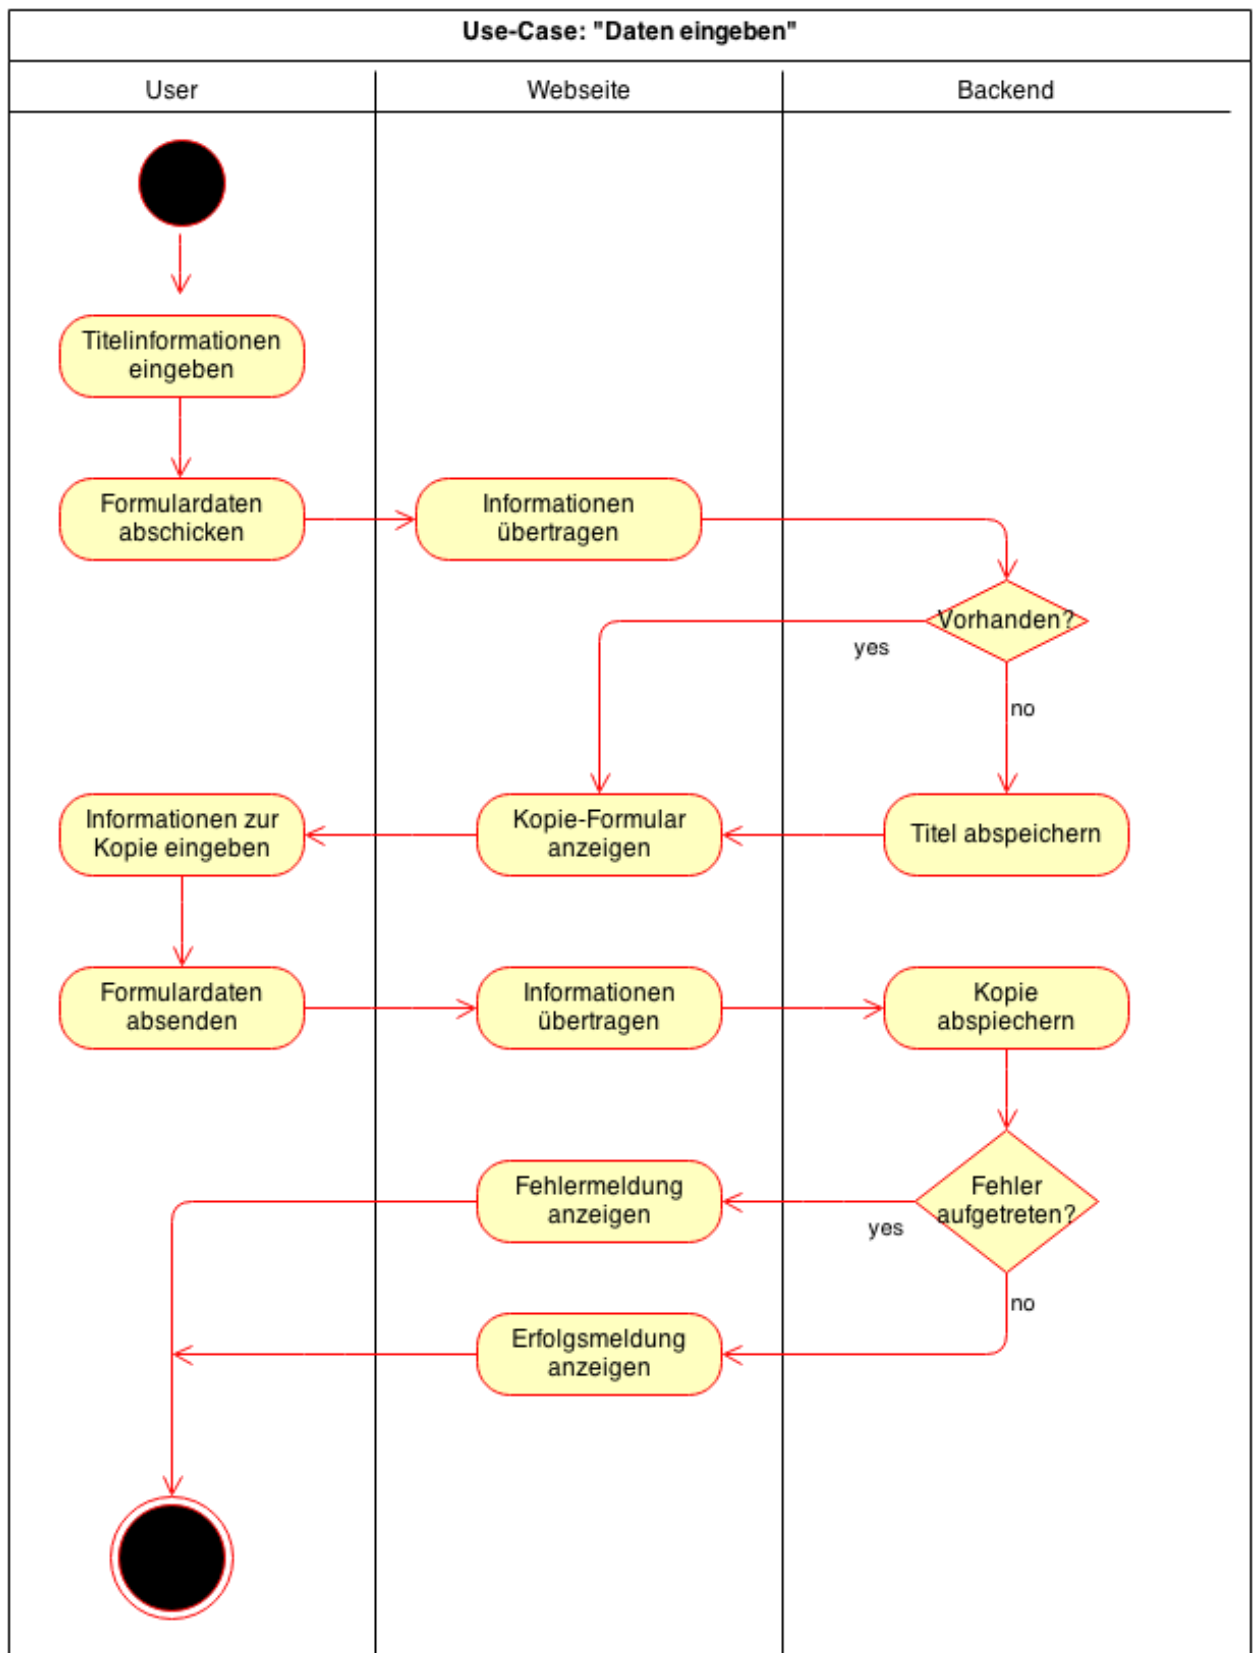 Use-Case: "Daten eingeben"
User
Webseite
Backend
Titelinformationen
eingeben
Formulardaten
abschicken
Informationen
übertragen
Vorhanden?
yes
no
Informationen zur
Kopie eingeben
Kopie-Formular
anzeigen
Titel abspeichern
Formulardaten
absenden
Informationen
übertragen
Kopie
abspiechern
Fehlermeldung
anzeigen
Fehler
aufgetreten?
yes
no
Erfolgsmeldung
anzeigen